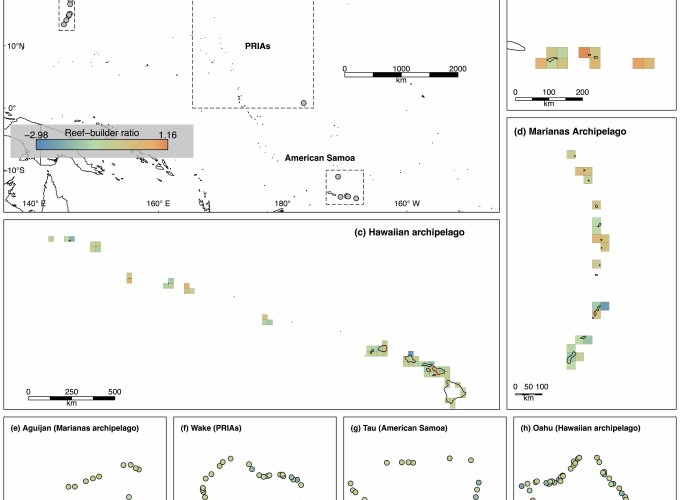 10°N
PRIAs
0 1000 2000
km
0°
Reef−builder ratio
−2.98 1.16
American Samoa
10°S
140° E 160° E 180° 160° W
0 100 200
km
(d) Marianas Archipelago
0 50 100
km
(c) Hawaiian archipelago
0 250 500
km
(e) Aguijan (Marianas archipelago)
(f) Wake (PRIAs)
(g) Tau (American Samoa)
(h) Oahu (Hawaiian archipelago)